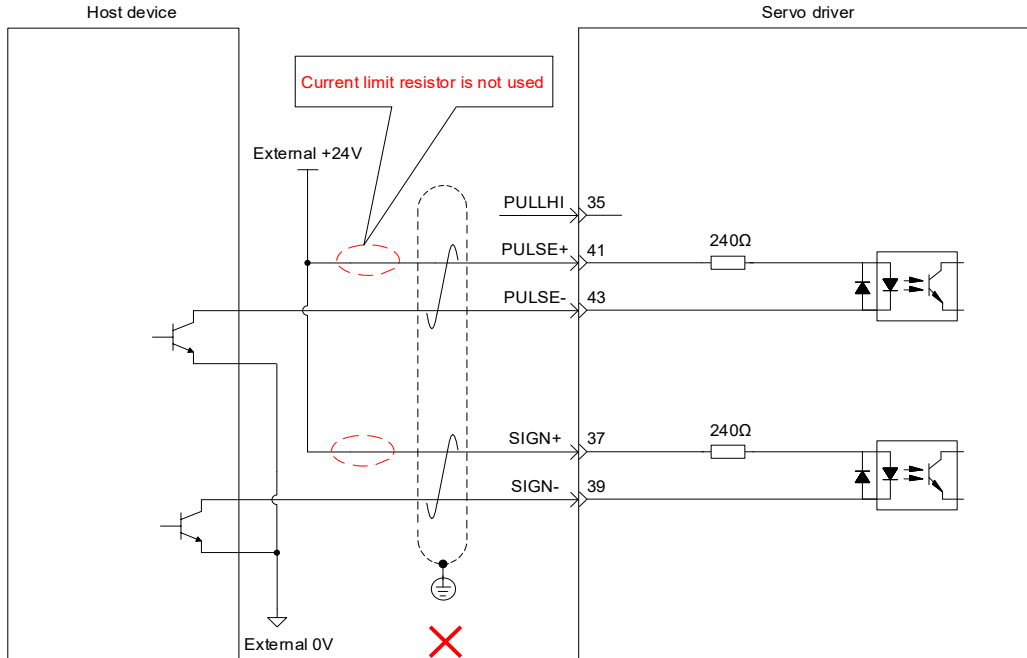 Host device
Servo driver
Current limit resistor is not used
External +24V
PULLHI 35
PULSE+ 41
240Ω
PULSE- 43
SIGN+ 37
240Ω
SIGN- 39
External 0V